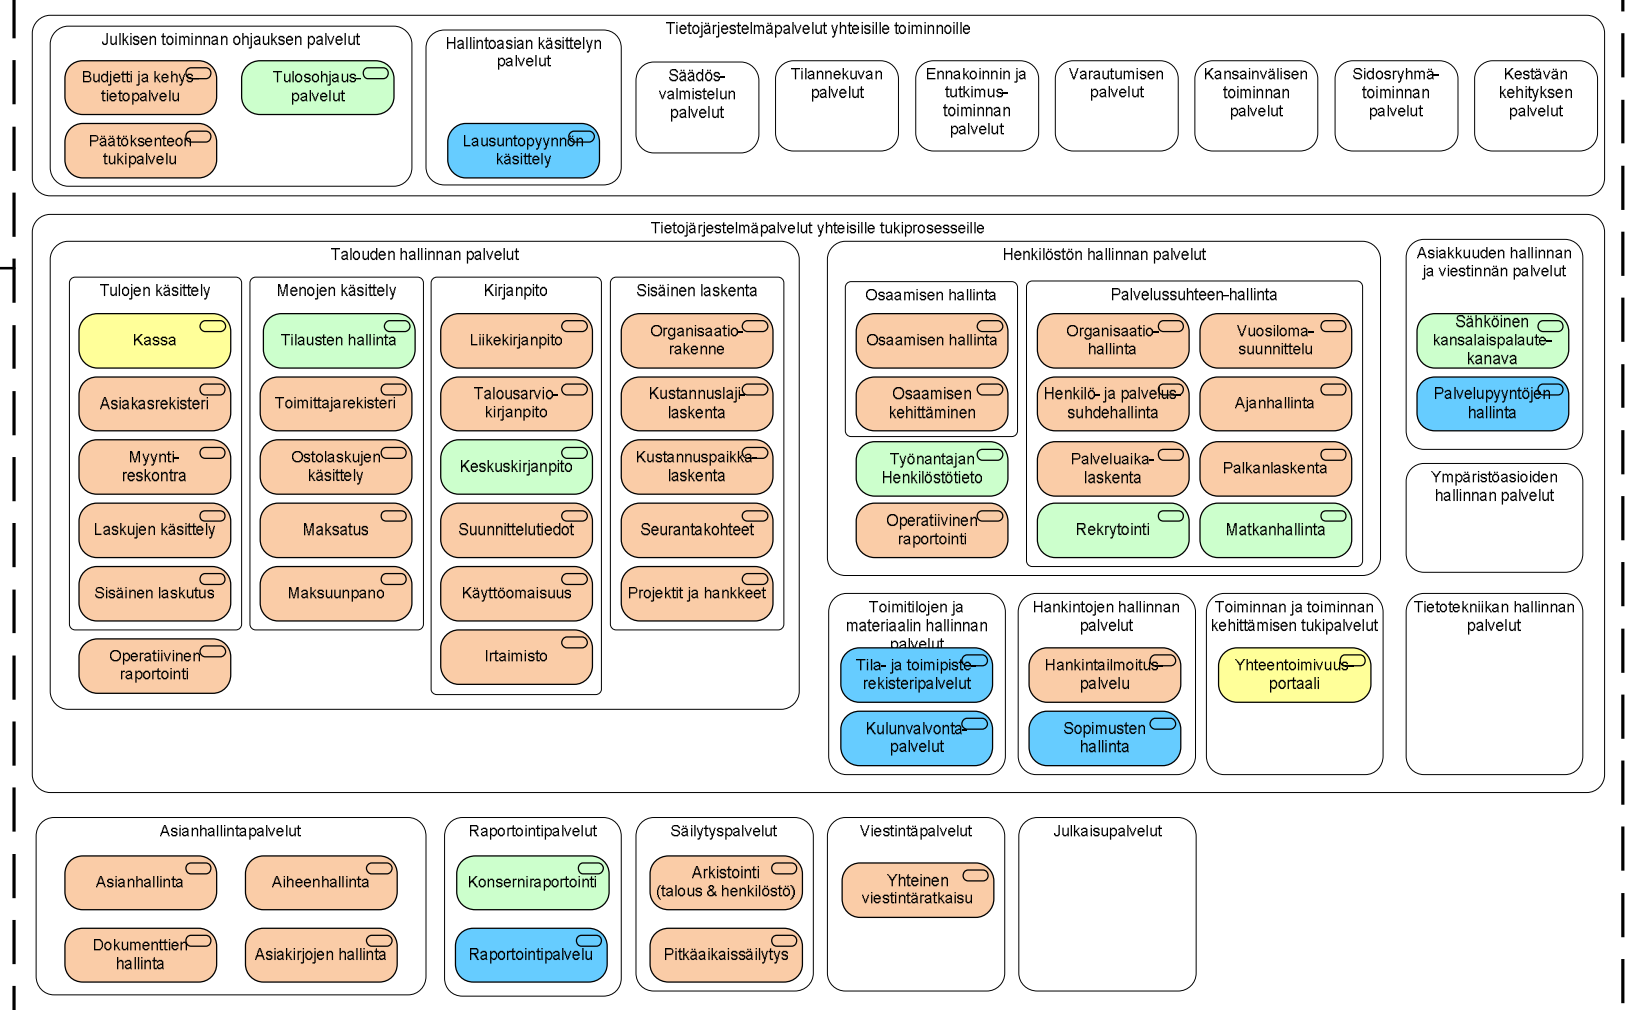 Tietojärjestelmäpalvelut yhteisille toiminnoille
Julkisen toiminnan ohjauksen palvelut
Budjetti ja kehys-
tietopalvelu
Tulosohjaus-
palvelut
Päätöksenteon
tukipalvelu
Hallintoasian käsittelyn
palvelut
Lausuntopyynnön
käsittely
Säädös-
valmistelun
palvelut
Tilannekuvan
palvelut
Ennakoinnin ja
tutkimus-
toiminnan
palvelut
Varautumisen
palvelut
Kansainvälisen
toiminnan
palvelut
Sidosryhmä-
toiminnan
palvelut
Kestävän
kehityksen
palvelut
Tietojärjestelmäpalvelut yhteisille tukiprosesseille
Talouden hallinnan palvelut
Tulojen käsittely
Kassa
Asiakasrekisteri
Myynti-
reskontra
Laskujen käsittely
Sisäinen laskutus
Operatiivinen
raportointi
Menojen käsittely
Tilausten hallinta
Toimittajarekisteri
Ostolaskujen
käsittely
Maksatus
Maksuunpano
Kirjanpito
Liikekirjanpito
Talousarvio-
kirjanpito
Keskuskirjanpito
Suunnittelutiedot
Käyttöomaisuus
Irtaimisto
Sisäinen laskenta
Organisaatio-
rakenne
Kustannuslaji-
laskenta
Kustannuspaikka-
laskenta
Seurantakohteet
Projektit ja hankkeet
Henkilöstön hallinnan palvelut
Osaamisen hallinta
Osaamisen hallinta
Osaamisen
kehittäminen
Työnantajan
Henkilöstötieto
Operatiivinen
raportointi
Palvelussuhteen-hallinta
Organisaatio-
hallinta
Vuosiloma-
suunnittelu
Henkilö- ja palvelus-
suhdehallinta
Ajanhallinta
Palveluaika-
laskenta
Palkanlaskenta
Rekrytointi
Matkanhallinta
Asiakkuuden hallinnan
ja viestinnän palvelut
Sähköinen
kansalaispalaute-
kanava
Palvelupyyntöjen
hallinta
Ympäristöasioiden
hallinnan palvelut
Toimitilojen ja
materiaalin hallinnan
palvelut
Tila- ja toimipiste-
rekisteripalvelut
Kulunvalvonta-
palvelut
Hankintojen hallinnan
palvelut
Hankintailmoitus-
palvelu
Sopimusten
hallinta
Toiminnan ja toiminnan
kehittämisen tukipalvelut
Yhteentoimivuus-
portaali
Tietotekniikan hallinnan
palvelut
Asianhallintapalvelut
Asianhallinta
Aiheenhallinta
Dokumenttien
hallinta
Asiakirjojen hallinta
Raportointipalvelut
Konserniraportointi
Raportointipalvelu
Säilytyspalvelut
Arkistointi
(talous & henkilöstö)
Pitkäaikaissäilytys
Viestintäpalvelut
Yhteinen
viestintäratkaisu
Julkaisupalvelut